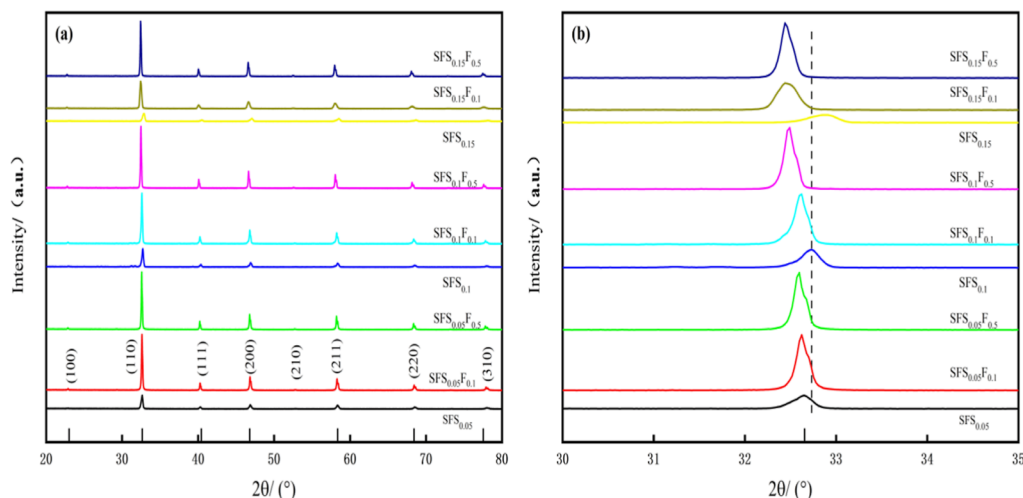 (a)
SFS0.15F0.5
SFS0.15F0.1
SFS0.15
SFS0.1F0.5
SFS0.1F0.1
SFS0.1
SFS0.05F0.5
SFS0.05F0.1
SFS0.05
(100)
(110)
(111)
(200)
(210)
(211)
(220)
(310)
Intensity/（a.u.）
20 30 40 50 60 70 80
2θ/ (°)
(b)
SFS0.15F0.5
SFS0.15F0.1
SFS0.15
SFS0.1F0.5
SFS0.1F0.1
SFS0.1
SFS0.05F0.5
SFS0.05F0.1
SFS0.05
Intensity/（a.u.）
30 31 32 33 34 35
2θ/ (°)